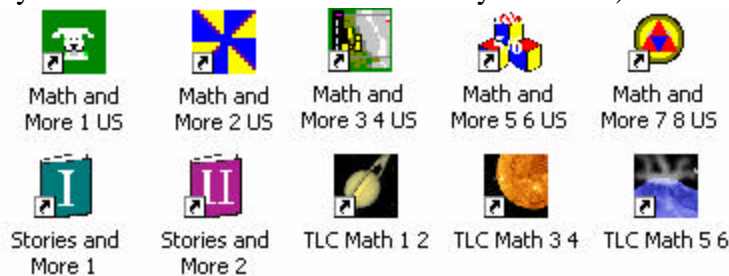 Math and
More 1 US
Math and
More 2 US
Math and
More 3 4 US
Math and
More 5 6 US
Math and
More 7 8 US
I
Stories and
More 1
II
Stories and
More 2
TLC Math 1 2
TLC Math 3 4
TLC Math 5 6